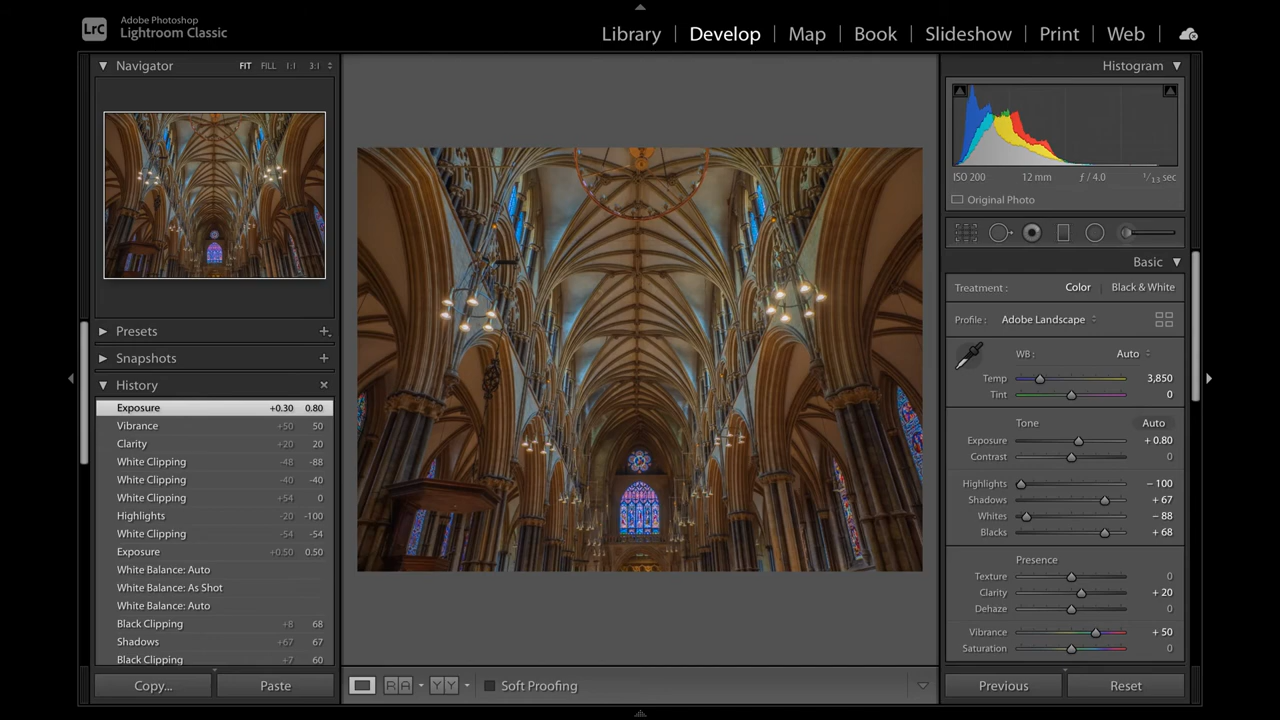 LrC
Adobe Photoshop
Lightroom Classic
Library | Develop | Map | Book | Slideshow | Print | Web
Navigator FIT FILL 1:1 3:1
Presets
Snapshots
History
Exposure +0.30 0.80
Vibrance +50 50
Clarity +20 20
White Clipping -48 -88
White Clipping -40 -40
White Clipping +54 0
Highlights -20 -100
White Clipping -54 -54
Exposure +0.50 0.50
White Balance: Auto
White Balance: As Shot
White Balance: Auto
Black Clipping +8 68
Shadows +67 67
Black Clipping +7 60
Copy... Paste
R A Y Y Soft Proofing
Histogram
ISO 200 12 mm ƒ / 4.0 1/13 sec
Original Photo
Basic
Treatment : Color | Black & White
Profile : Adobe Landscape
WB : Auto
Temp 3,850
Tint 0
Tone Auto
Exposure + 0.80
Contrast 0
Highlights − 100
Shadows + 67
Whites − 88
Blacks + 68
Presence
Texture 0
Clarity + 20
Dehaze 0
Vibrance + 50
Saturation 0
Previous Reset